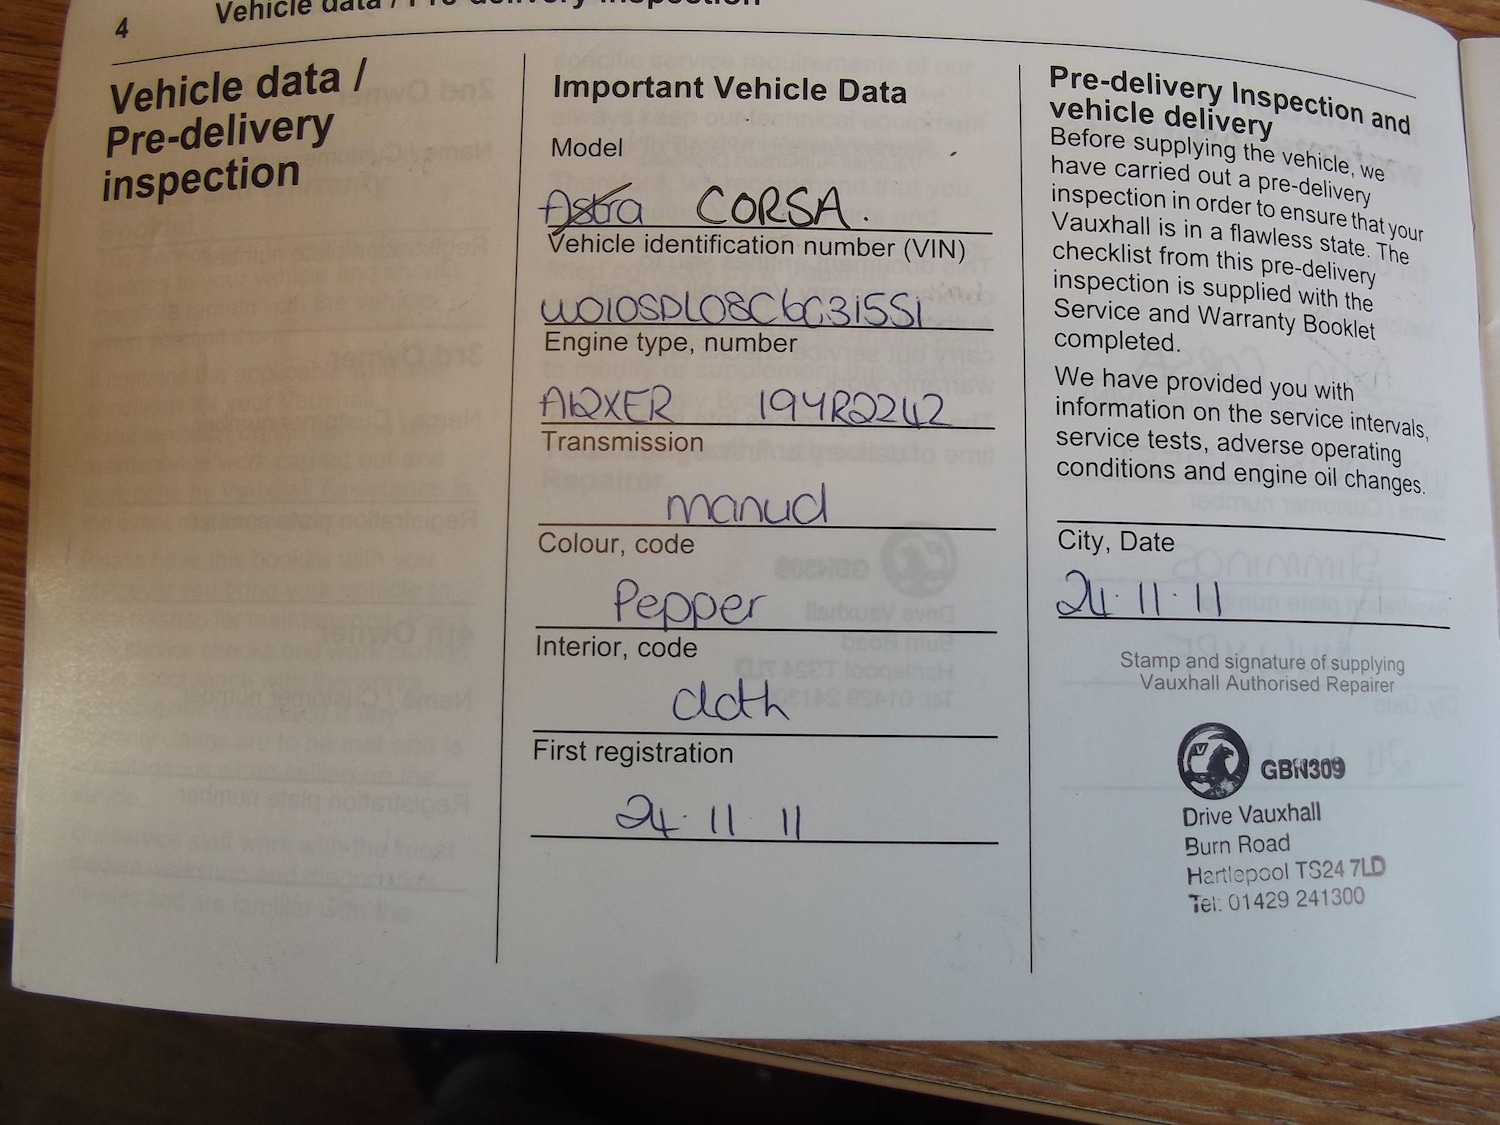 4
Vehicle data / Pre-delivery inspection
Vehicle data /
Pre-delivery
inspection
Important Vehicle Data
Model
Astra CORSA.
Vehicle identification number (VIN)
W010SDL08C6C31551
Engine type, number
A12XER 194R2242
Transmission
manual
Colour, code
Pepper
Interior, code
cloth
First registration
24.11 11
Pre-delivery Inspection and
vehicle delivery
Before supplying the vehicle, we
have carried out a pre-delivery
inspection in order to ensure that your
Vauxhall is in a flawless state. The
checklist from this pre-delivery
inspection is supplied with the
Service and Warranty Booklet
completed.
We have provided you with
information on the service intervals,
service tests, adverse operating
conditions and engine oil changes.
City, Date
24.11.11
Stamp and signature of supplying
Vauxhall Authorised Repairer
GBN309
Drive Vauxhall
Burn Road
Hartlepool TS24 7LD
Tel: 01429 241300